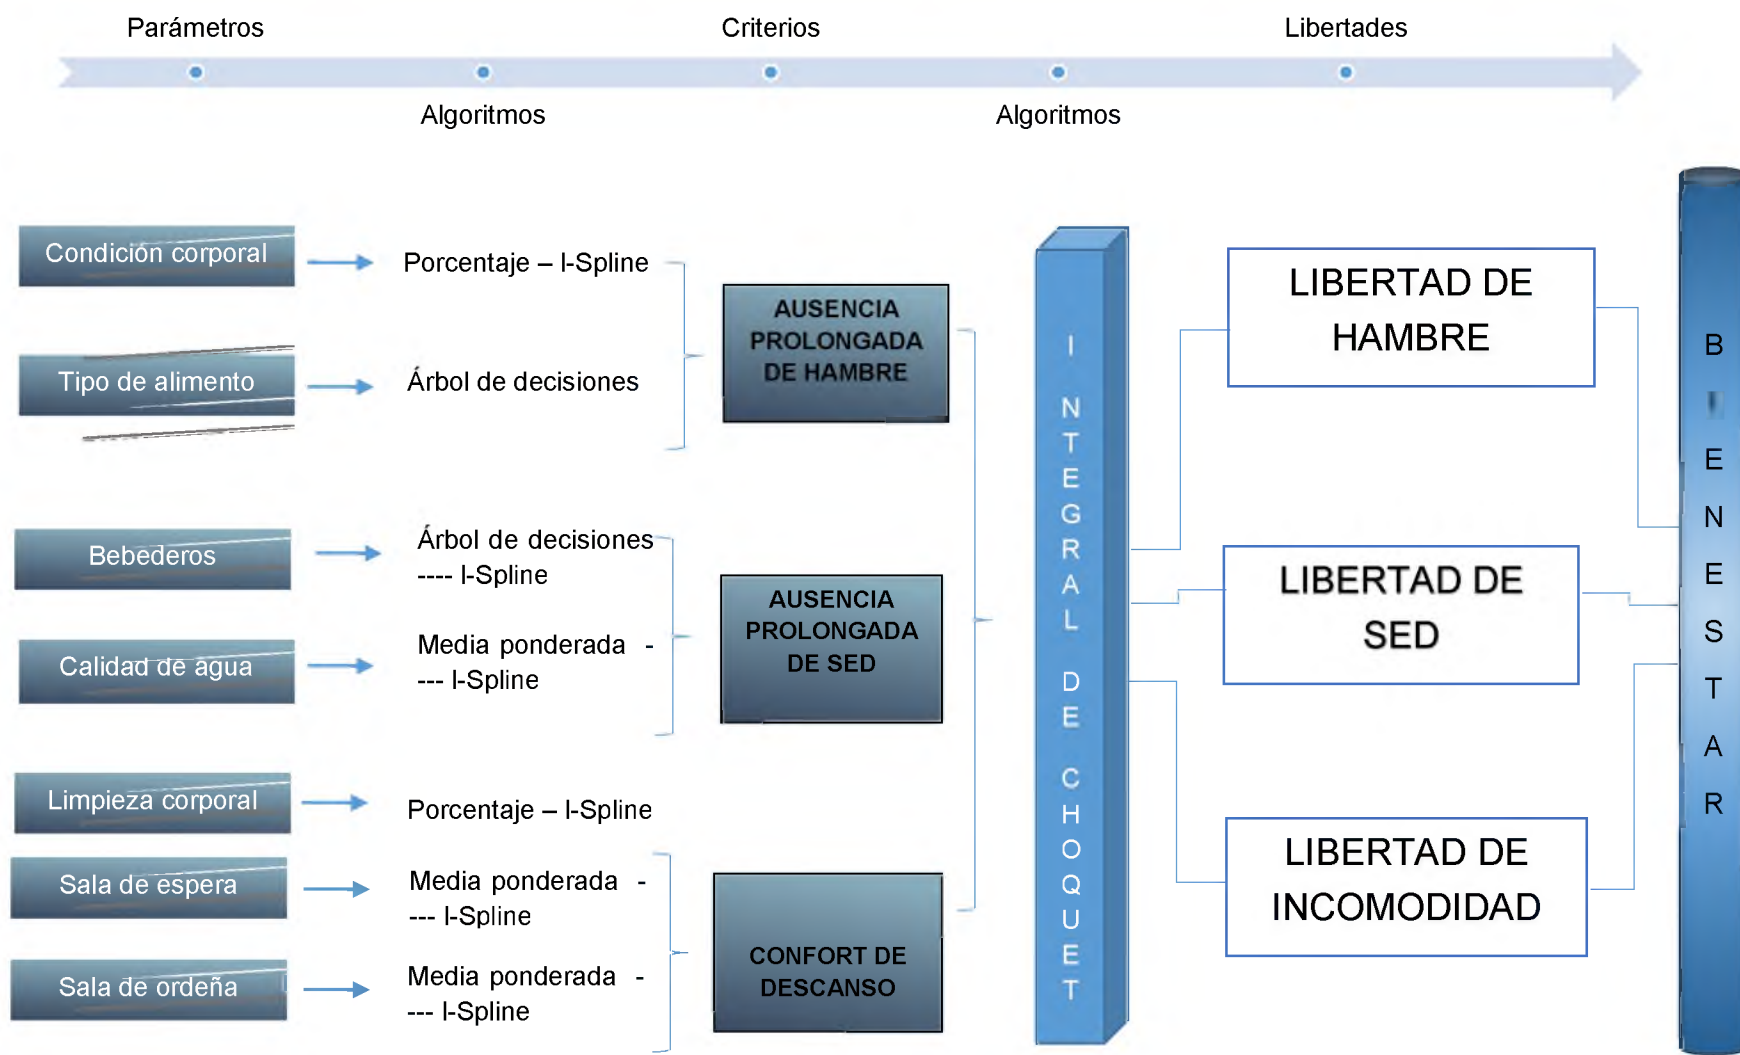 Parámetros
Criterios
Libertades
Algoritmos
Algoritmos
Condición corporal
Porcentaje – I-Spline
Tipo de alimento
Árbol de decisiones
AUSENCIA
PROLONGADA
DE HAMBRE
Bebederos
Árbol de decisiones
---- I-Spline
Calidad de agua
Media ponderada -
--- I-Spline
AUSENCIA
PROLONGADA
DE SED
Limpieza corporal
Porcentaje – I-Spline
Sala de espera
Media ponderada -
--- I-Spline
Sala de ordeña
Media ponderada -
--- I-Spline
CONFORT DE
DESCANSO
INTEGRAL DE CHOQUET
LIBERTAD DE
HAMBRE
LIBERTAD DE
SED
LIBERTAD DE
INCOMODIDAD
BIENESTAR